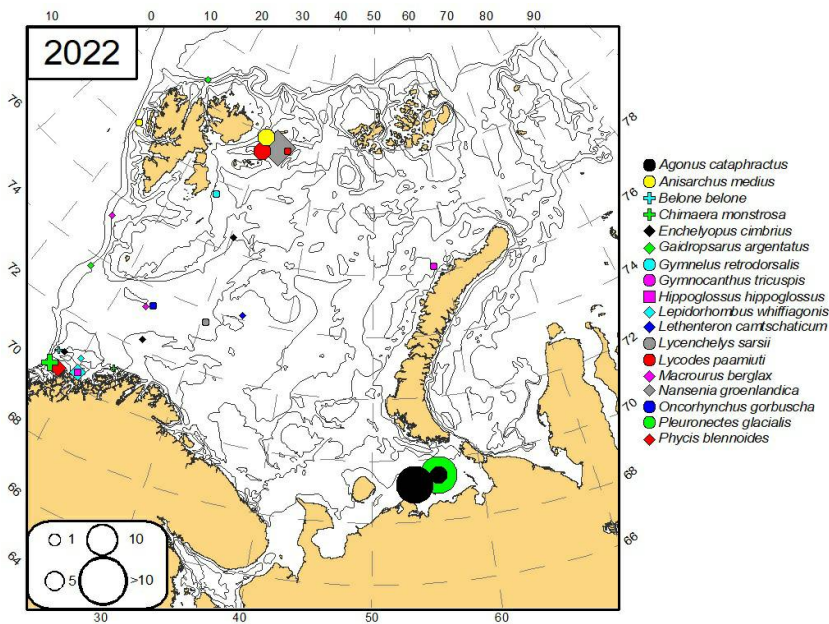 10 0 10 20 30 40 50 60 70 80 90
2022
76
74
72
70
68
66
64
78
76
74
72
70
68
66
Agonus cataphractus
Anisarchus medius
Belone belone
Chimaera monstrosa
Enchelyopus cimbrius
Gaidropsarus argentatus
Gymnelus retrodorsalis
Gymnocanthus tricuspis
Hippoglossus hippoglossus
Lepidorhombus whiffiagonis
Lethenteron camtschaticum
Lycenchelys sarsii
Lycodes paamiuti
Macrourus berglax
Nansenia groenlandica
Oncorhynchus gorbuscha
Pleuronectes glacialis
Phycis blennoides
1 10
5 >10
30 40 50 60